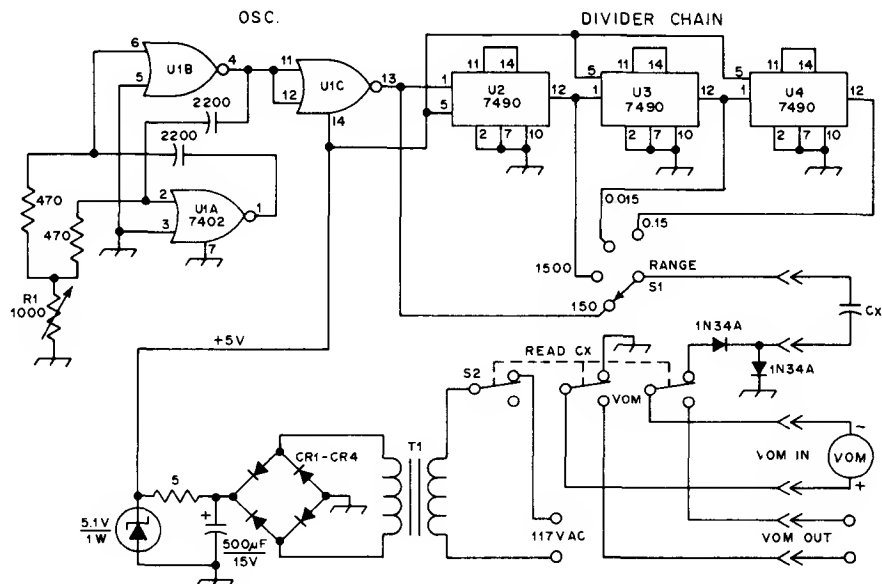 OSC.
DIVIDER CHAIN
6
5
U1B
4
11
12
U1C
13
14
2200
2200
470
470
2
3
U1A
7402
1
7
R1
1000
1
5
11
14
U2
7490
12
2
7
10
5
1
11
14
U3
7490
12
2
7
10
5
1
11
14
U4
7490
12
2
7
10
0.015
0.15
1500
150
RANGE
S1
Cx
+5V
READ CX
1N34A
1N34A
S2
VOM
5
CR1-CR4
T1
VOM IN
-
VOM
+
5.1V
1W
+
500µF
15V
117VAC
VOM OUT